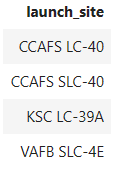 launch_site
CCAFS LC-40
CCAFS SLC-40
KSC LC-39A
VAFB SLC-4E